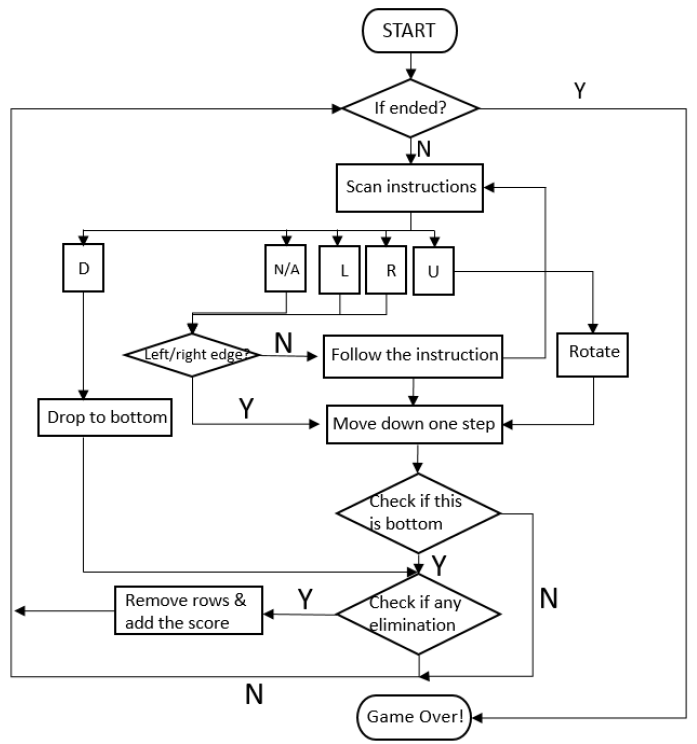 START
If ended?
Y
N
Scan instructions
D
N/A
L
R
U
Left/right edge?
N
Follow the instruction
Rotate
Y
Drop to bottom
Move down one step
Check if this
is bottom
Y
N
Remove rows &
add the score
Y
Check if any
elimination
N
Game Over!